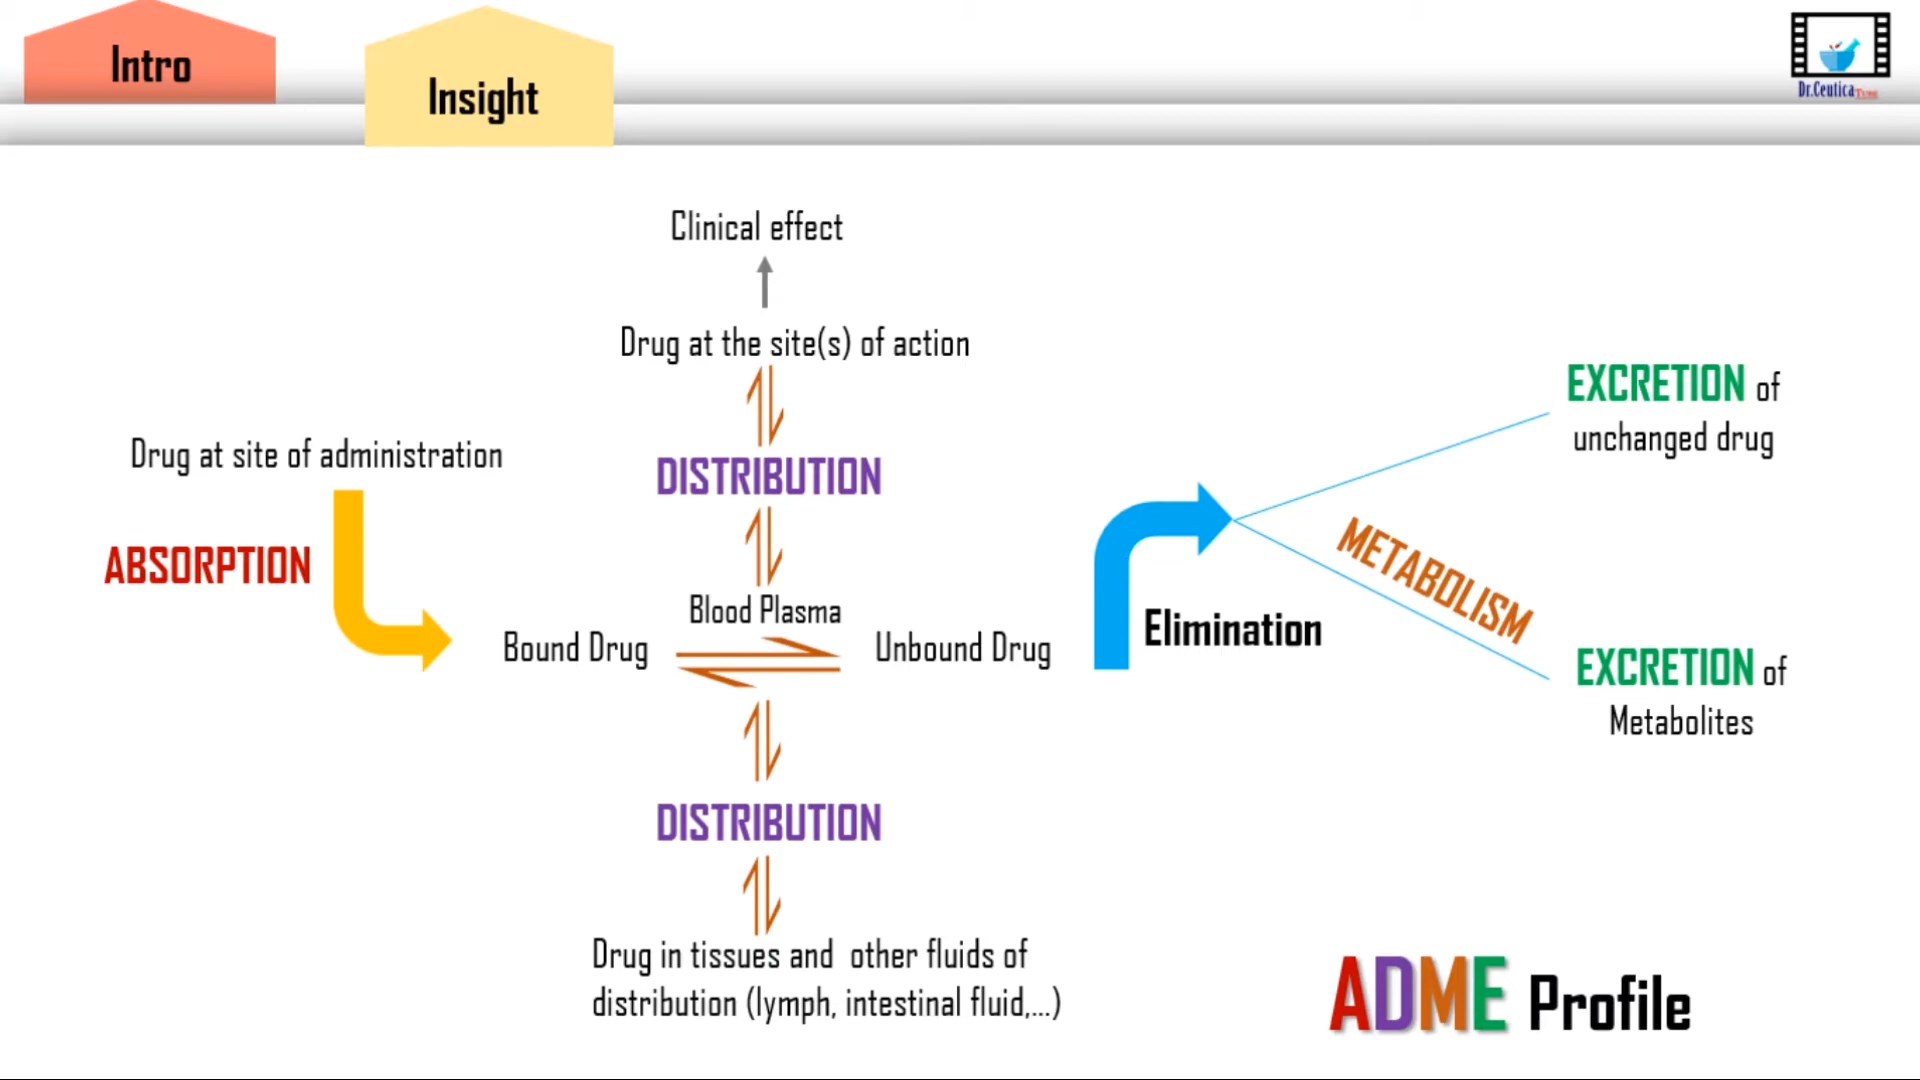 Intro
Insight
Dr.Ceutica Tube
Clinical effect
Drug at the site(s) of action
DISTRIBUTION
Drug at site of administration
ABSORPTION
Blood Plasma
Bound Drug
Unbound Drug
DISTRIBUTION
Drug in tissues and other fluids of
distribution (lymph, intestinal fluid,...)
Elimination
EXCRETION of
unchanged drug
METABOLISM
EXCRETION of
Metabolites
ADME Profile